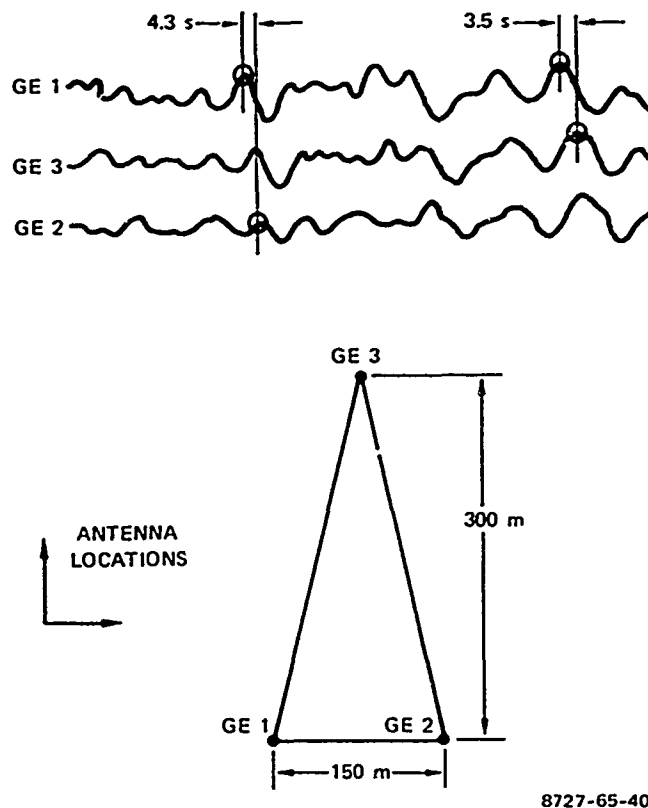 4.3 s
3.5 s
GE 1
GE 3
GE 2
GE 3
300 m
ANTENNA
LOCATIONS
GE 1
GE 2
150 m
8727-65-40